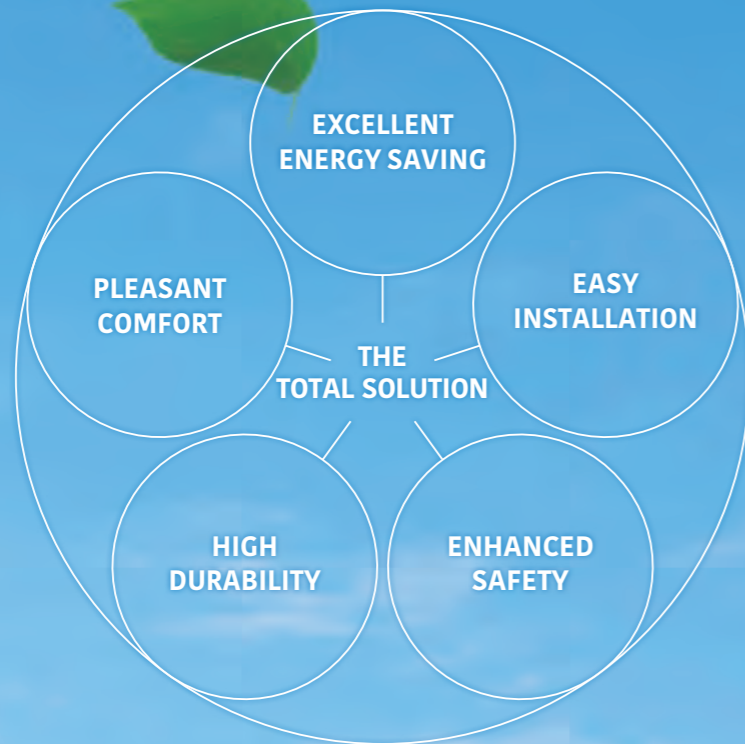 EXCELLENT
ENERGY SAVING
PLEASANT
COMFORT
EASY
INSTALLATION
THE
TOTAL SOLUTION
HIGH
DURABILITY
ENHANCED
SAFETY